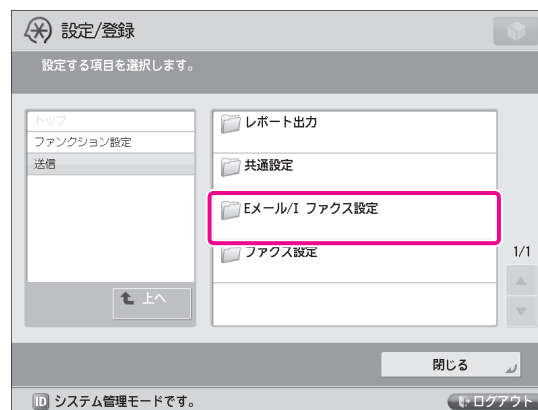 設定/登録
設定する項目を選択します。
トップ
ファンクション設定
送信
上へ
レポート出力
共通設定
Eメール/I ファクス設定
ファクス設定
1/1
閉じる
ID システム管理モードです。
ログアウト